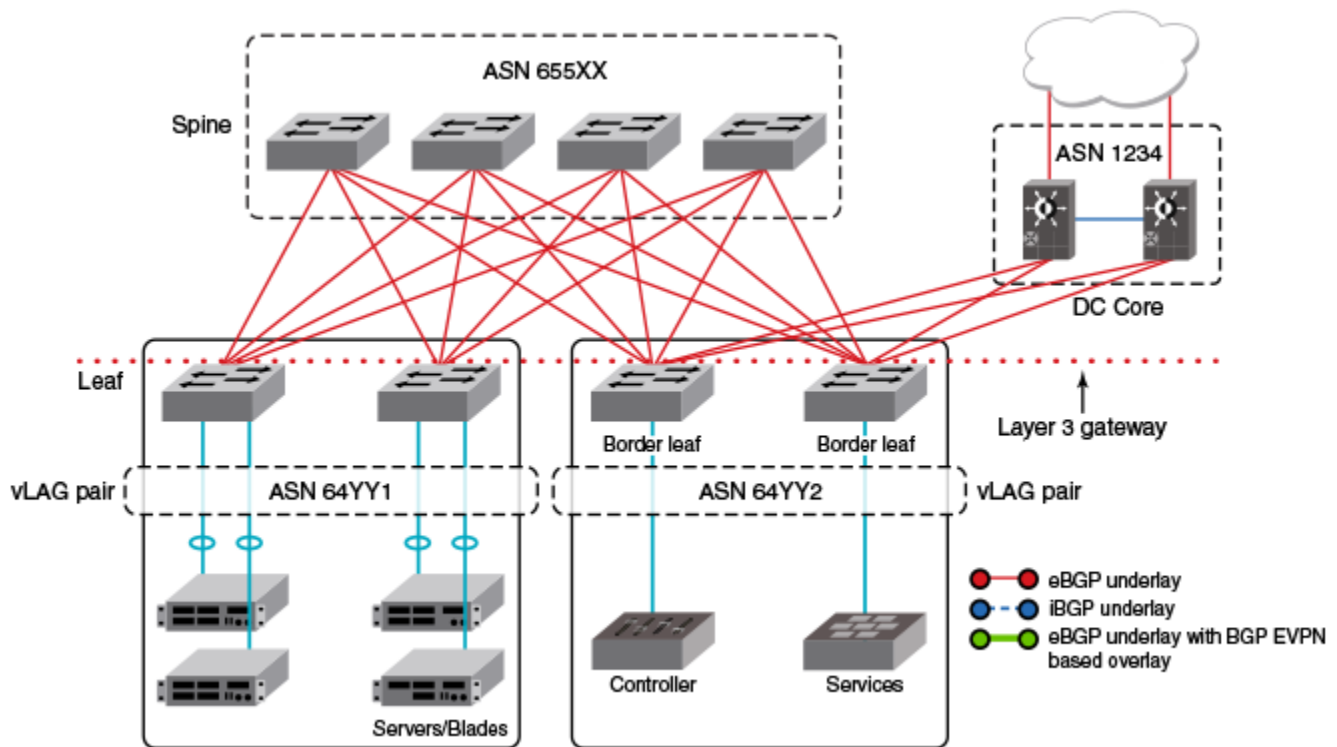 ASN 655XX
Spine
ASN 1234
DC Core
Leaf
Layer 3 gateway
Border leaf
Border leaf
vLAG pair
ASN 64YY1
ASN 64YY2
vLAG pair
eBGP underlay
iBGP underlay
eBGP underlay with BGP EVPN
based overlay
Controller
Services
Servers/Blades